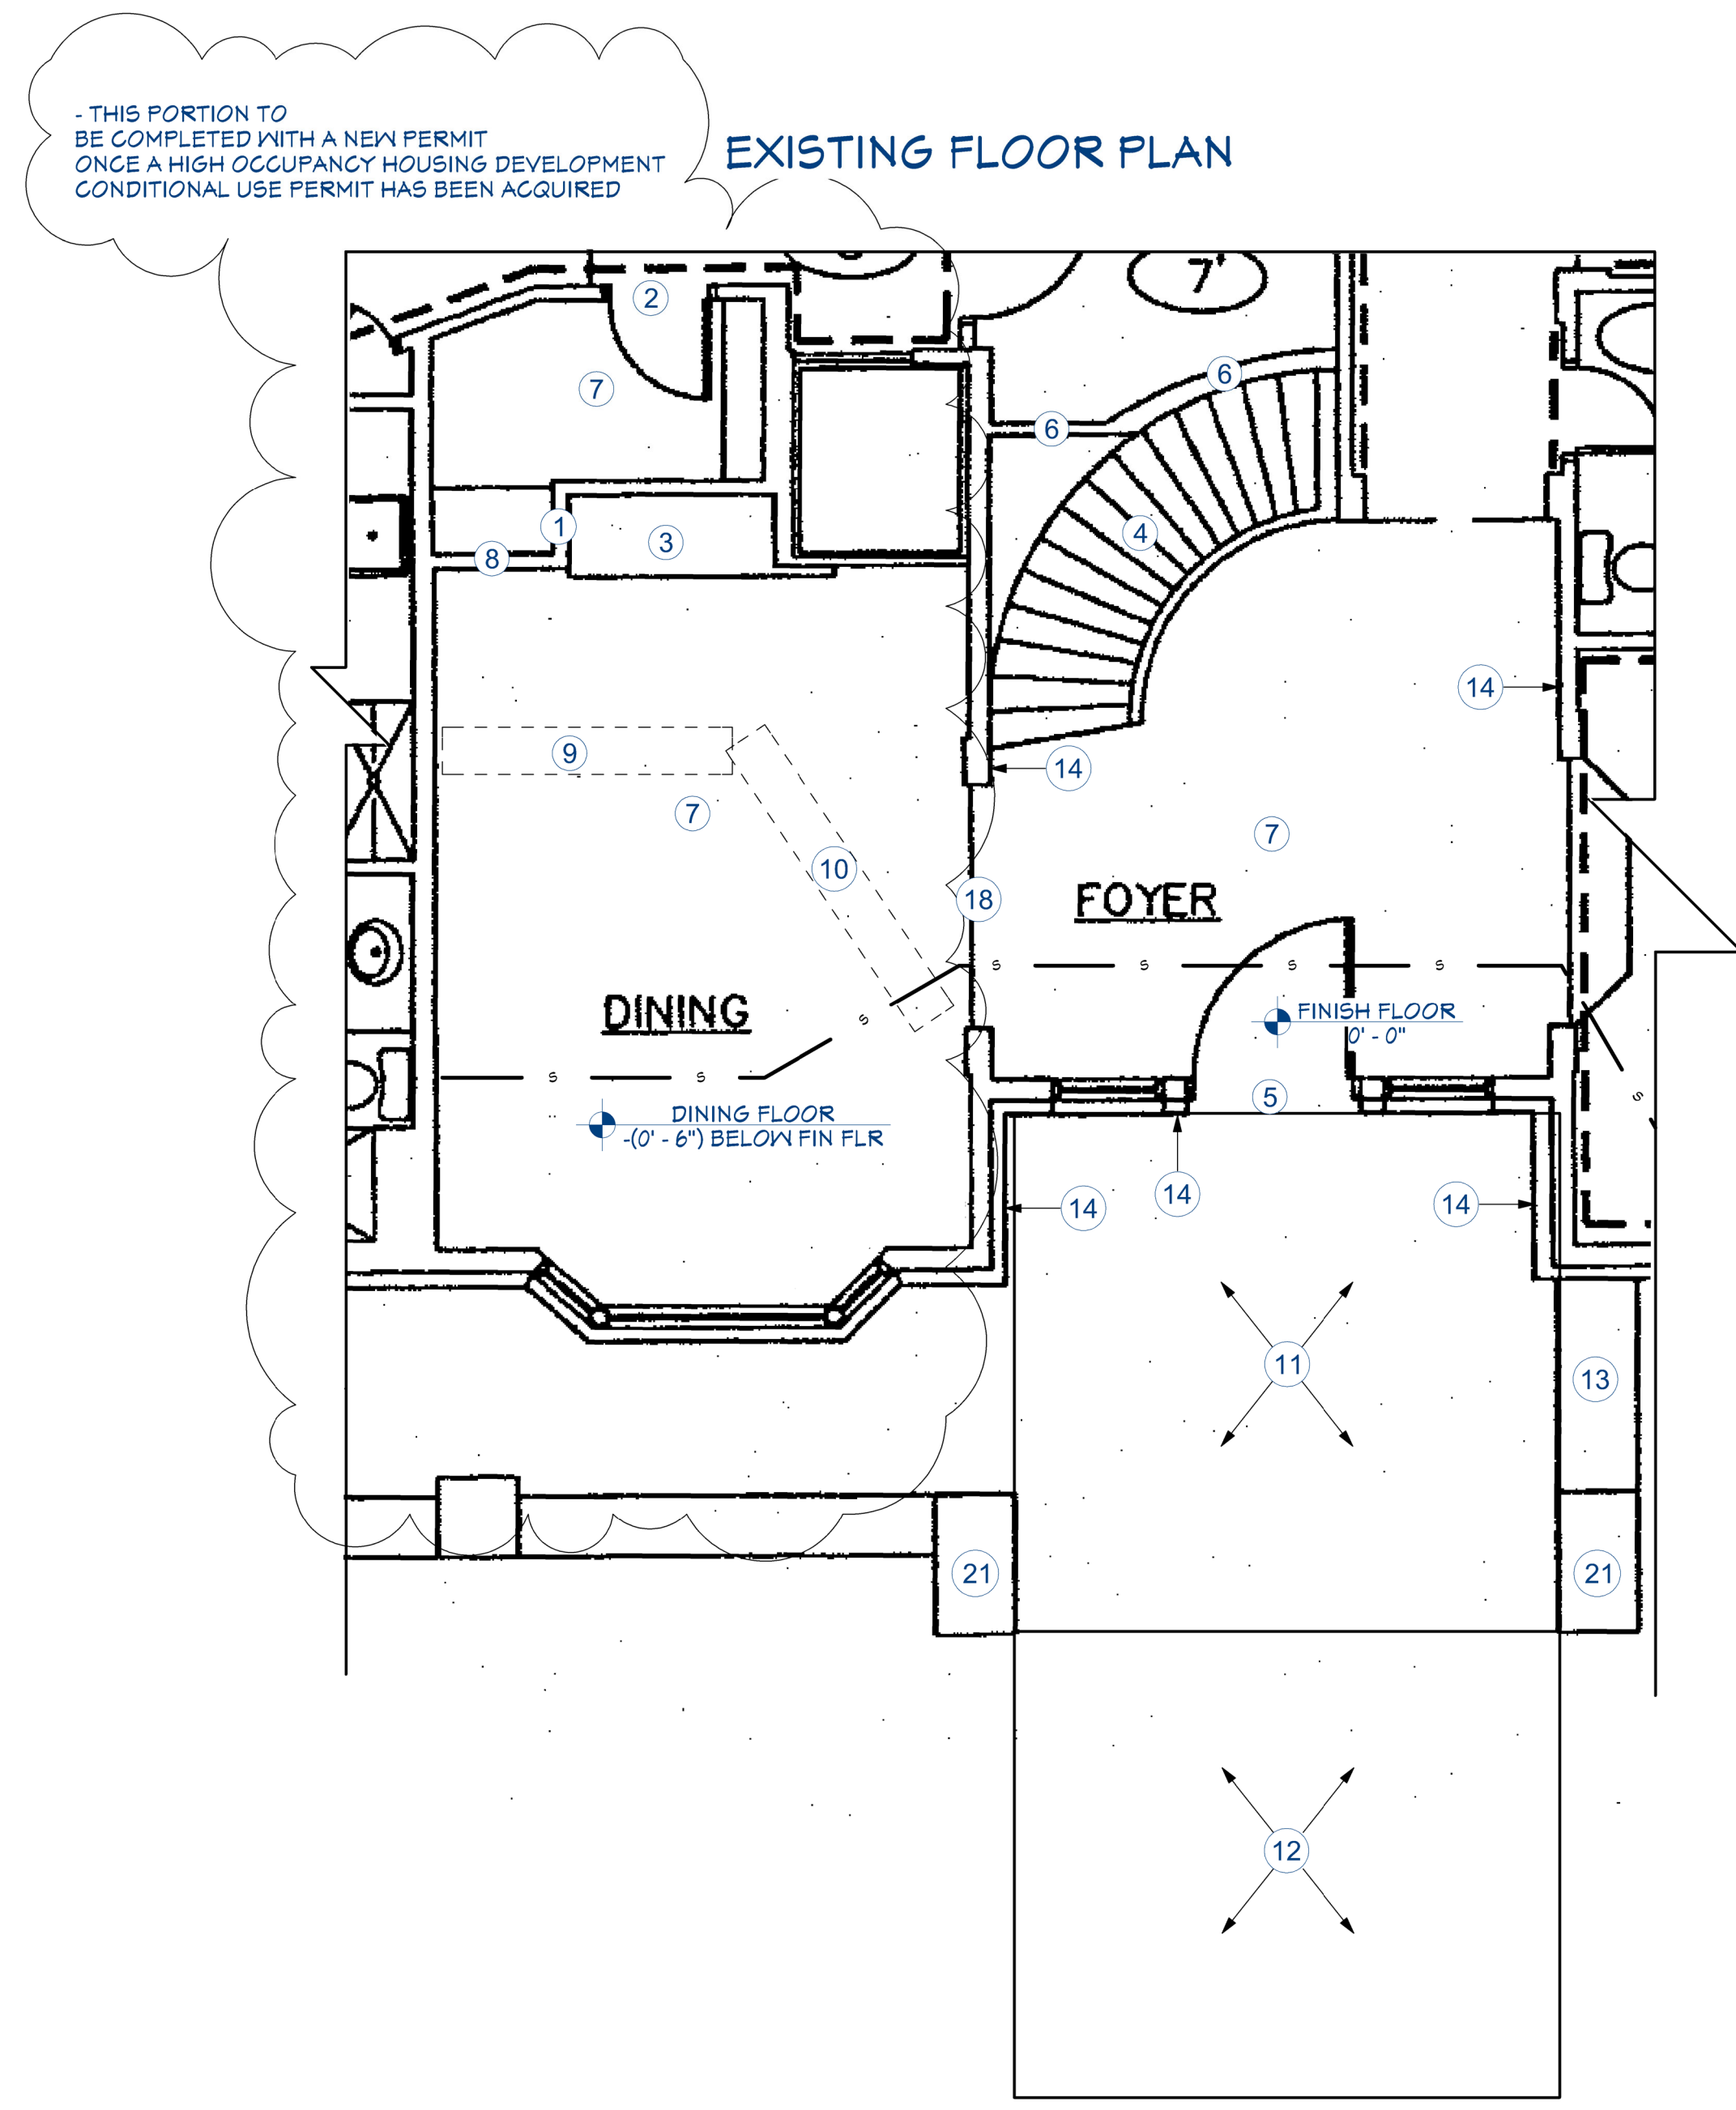 - THIS PORTION TO
BE COMPLETED WITH A NEW PERMIT
ONCE A HIGH OCCUPANCY HOUSING DEVELOPMENT
CONDITIONAL USE PERMIT HAS BEEN ACQUIRED
EXISTING FLOOR PLAN
7'
2
6
7
6
1
4
3
8
14
9
14
7
7
10
18
FOYER
S S S S
DINING
FINISH FLOOR
0' - 0"
S
S S
5
S
DINING FLOOR
-(0' - 6") BELOW FIN FLR
14
14
14
11
13
21
21
12